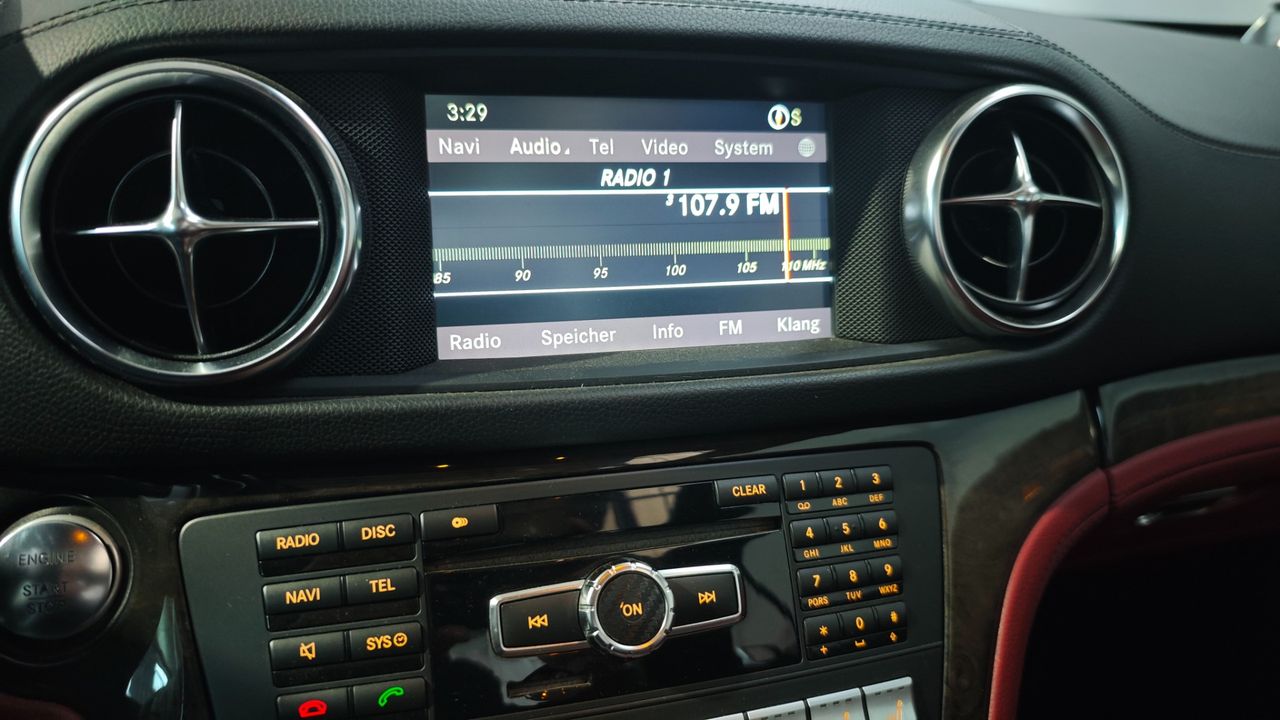 3:29 S
Navi Audio Tel Video System
RADIO 1
3 107.9 FM
85 90 95 100 105 110 MHz
Radio Speicher Info FM Klang
ENGINE
START
STOP
RADIO DISC
NAVI TEL
SYS
ON
CLEAR
1 2 3
ABC DEF
4 5 6
GHI JKL MNO
7 8 9
PQRS TUV WXYZ
* 0 #
+